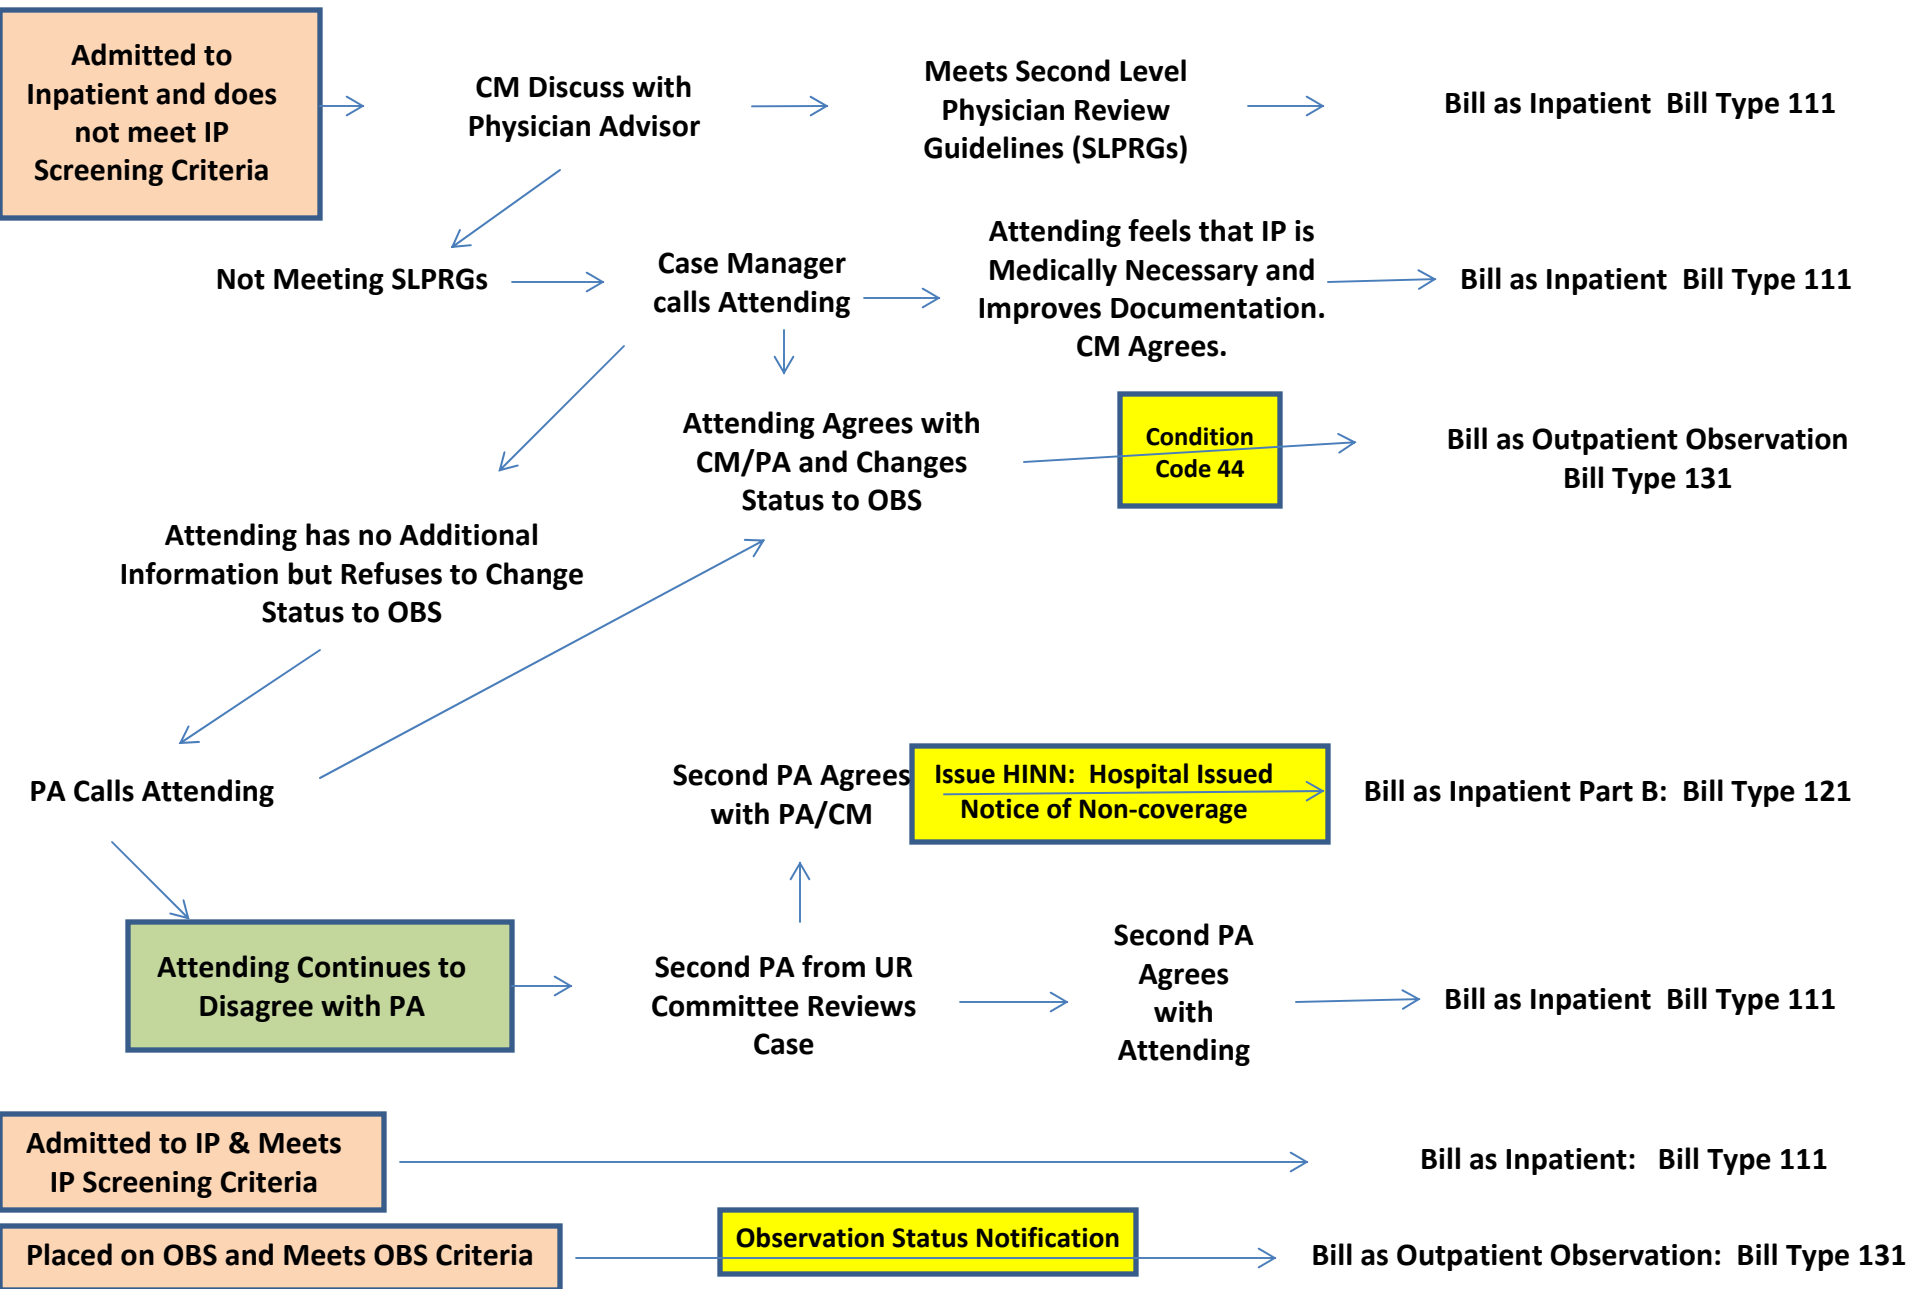 Admitted to
Inpatient and does
not meet IP
Screening Criteria
CM Discuss with
Physician Advisor
Meets Second Level
Physician Review
Guidelines (SLPRGs)
Bill as Inpatient  Bill Type 111
Not Meeting SLPRGs
Case Manager
calls Attending
Attending feels that IP is
Medically Necessary and
Improves Documentation.
CM Agrees.
Bill as Inpatient  Bill Type 111
Attending Agrees with
CM/PA and Changes
Status to OBS
Condition
Code 44
Bill as Outpatient Observation
Bill Type 131
Attending has no Additional
Information but Refuses to Change
Status to OBS
PA Calls Attending
Second PA Agrees
with PA/CM
Issue HINN:  Hospital Issued
Notice of Non-coverage
Bill as Inpatient Part B:  Bill Type 121
Attending Continues to
Disagree with PA
Second PA from UR
Committee Reviews
Case
Second PA
Agrees
with
Attending
Bill as Inpatient  Bill Type 111
Admitted to IP & Meets
IP Screening Criteria
Bill as Inpatient:   Bill Type 111
Placed on OBS and Meets OBS Criteria
Observation Status Notification
Bill as Outpatient Observation:  Bill Type 131